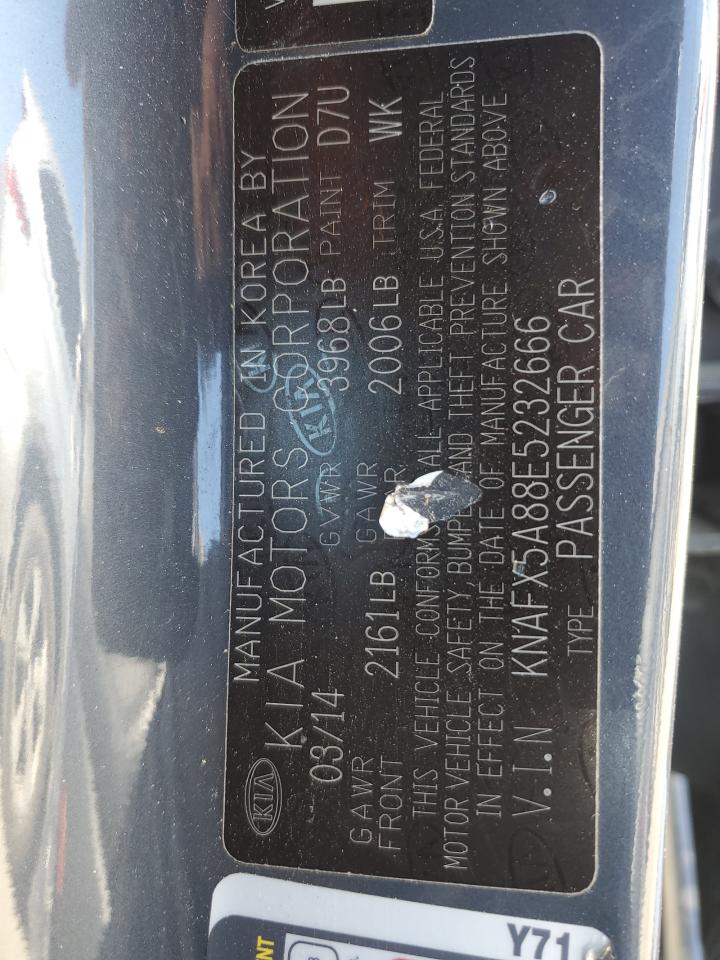 KIA
MANUFACTURED IN KOREA BY
KIA MOTORS CORPORATION
03/14 GVWR 3968LB PAINT D7U
GAWR FRONT 2161LB GAWR 2006LB TRIM WK
THIS VEHICLE CONFORMS ALL APPLICABLE U.S.A. FEDERAL
MOTOR VEHICLE SAFETY, AND THEFT PREVENTION STANDARDS
IN EFFECT ON THE DATE OF MANUFACTURE SHOWN ABOVE
V.I.N KNAFX5A88E5232666
TYPE PASSENGER CAR
Y71